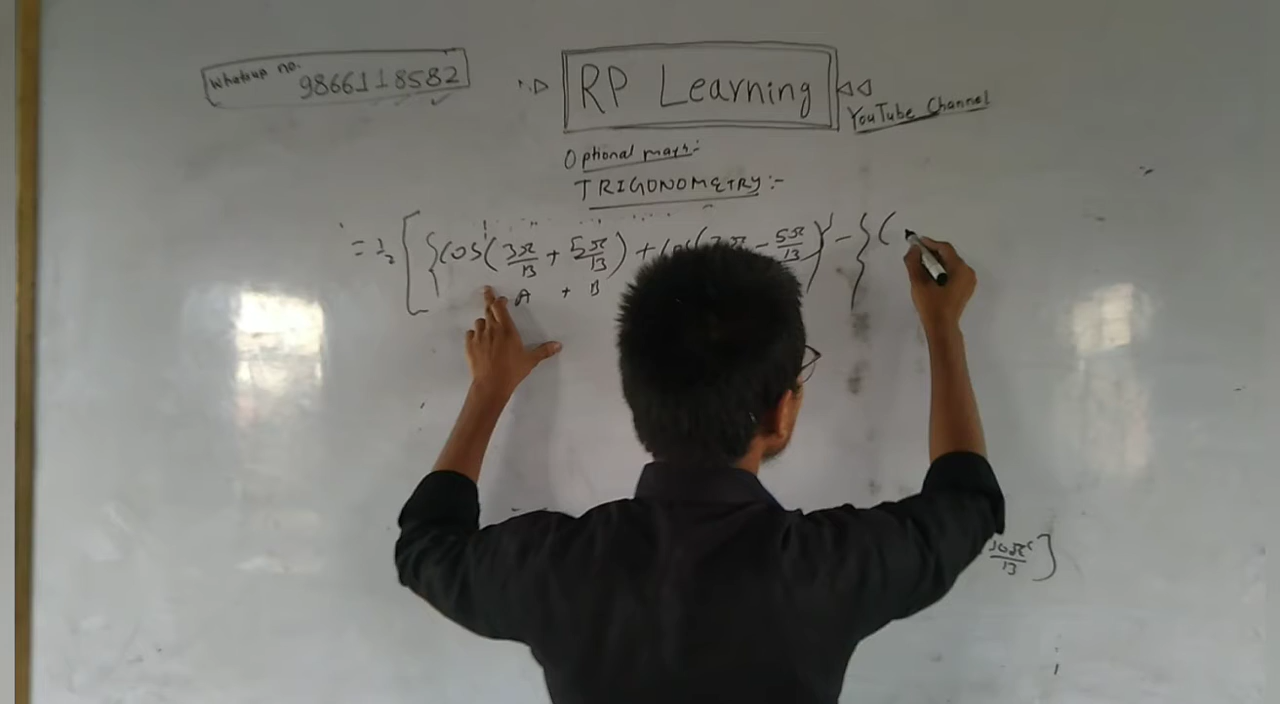 Whatsap no. 9866118582
RP Learning
YouTube Channel
Optional maths:-
TRIGONOMETRY:-
= 1/2 [ { cos ( 3π/13 + 5π/13 ) + cos ( 3π/13 - 5π/13 ) } - { (
A + B
10π/13 ]